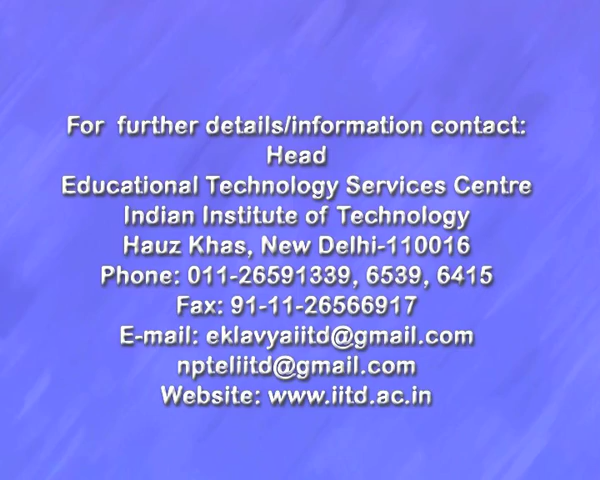 For further details/information contact:
Head
Educational Technology Services Centre
Indian Institute of Technology
Hauz Khas, New Delhi-110016
Phone: 011-26591339, 6539, 6415
Fax: 91-11-26566917
E-mail: eklavyaiitd@gmail.com
npteliitd@gmail.com
Website: www.iitd.ac.in